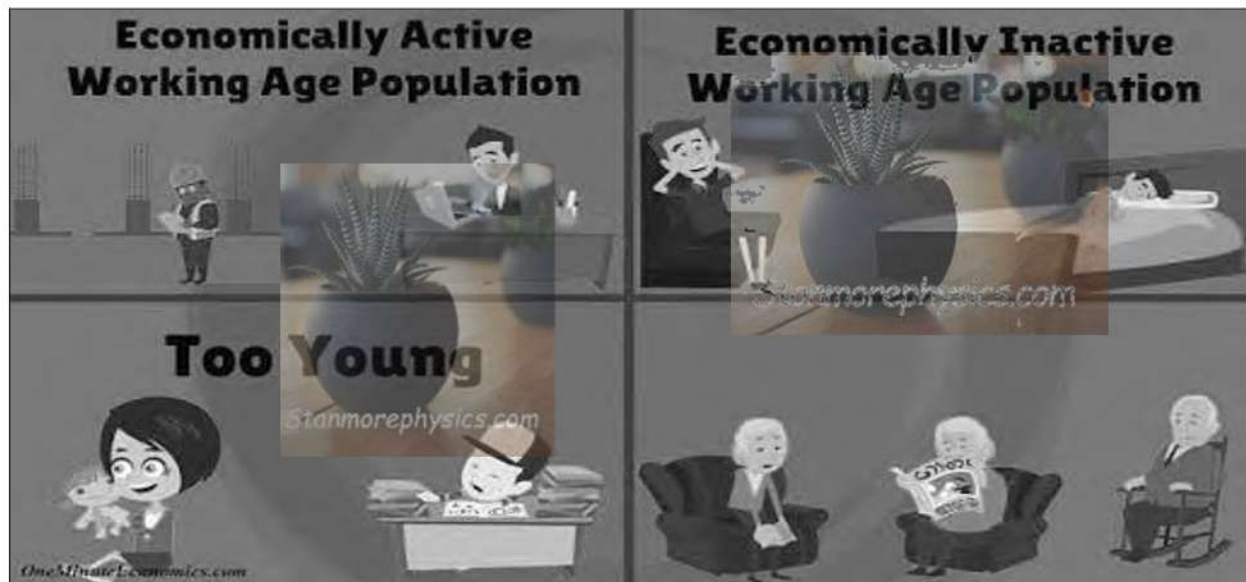 Economically Active
Working Age Population
Economically Inactive
Working Age Population
Stanmorephysics.com
Too Young
Stanmorephysics.com
OneMinuteEconomics.com